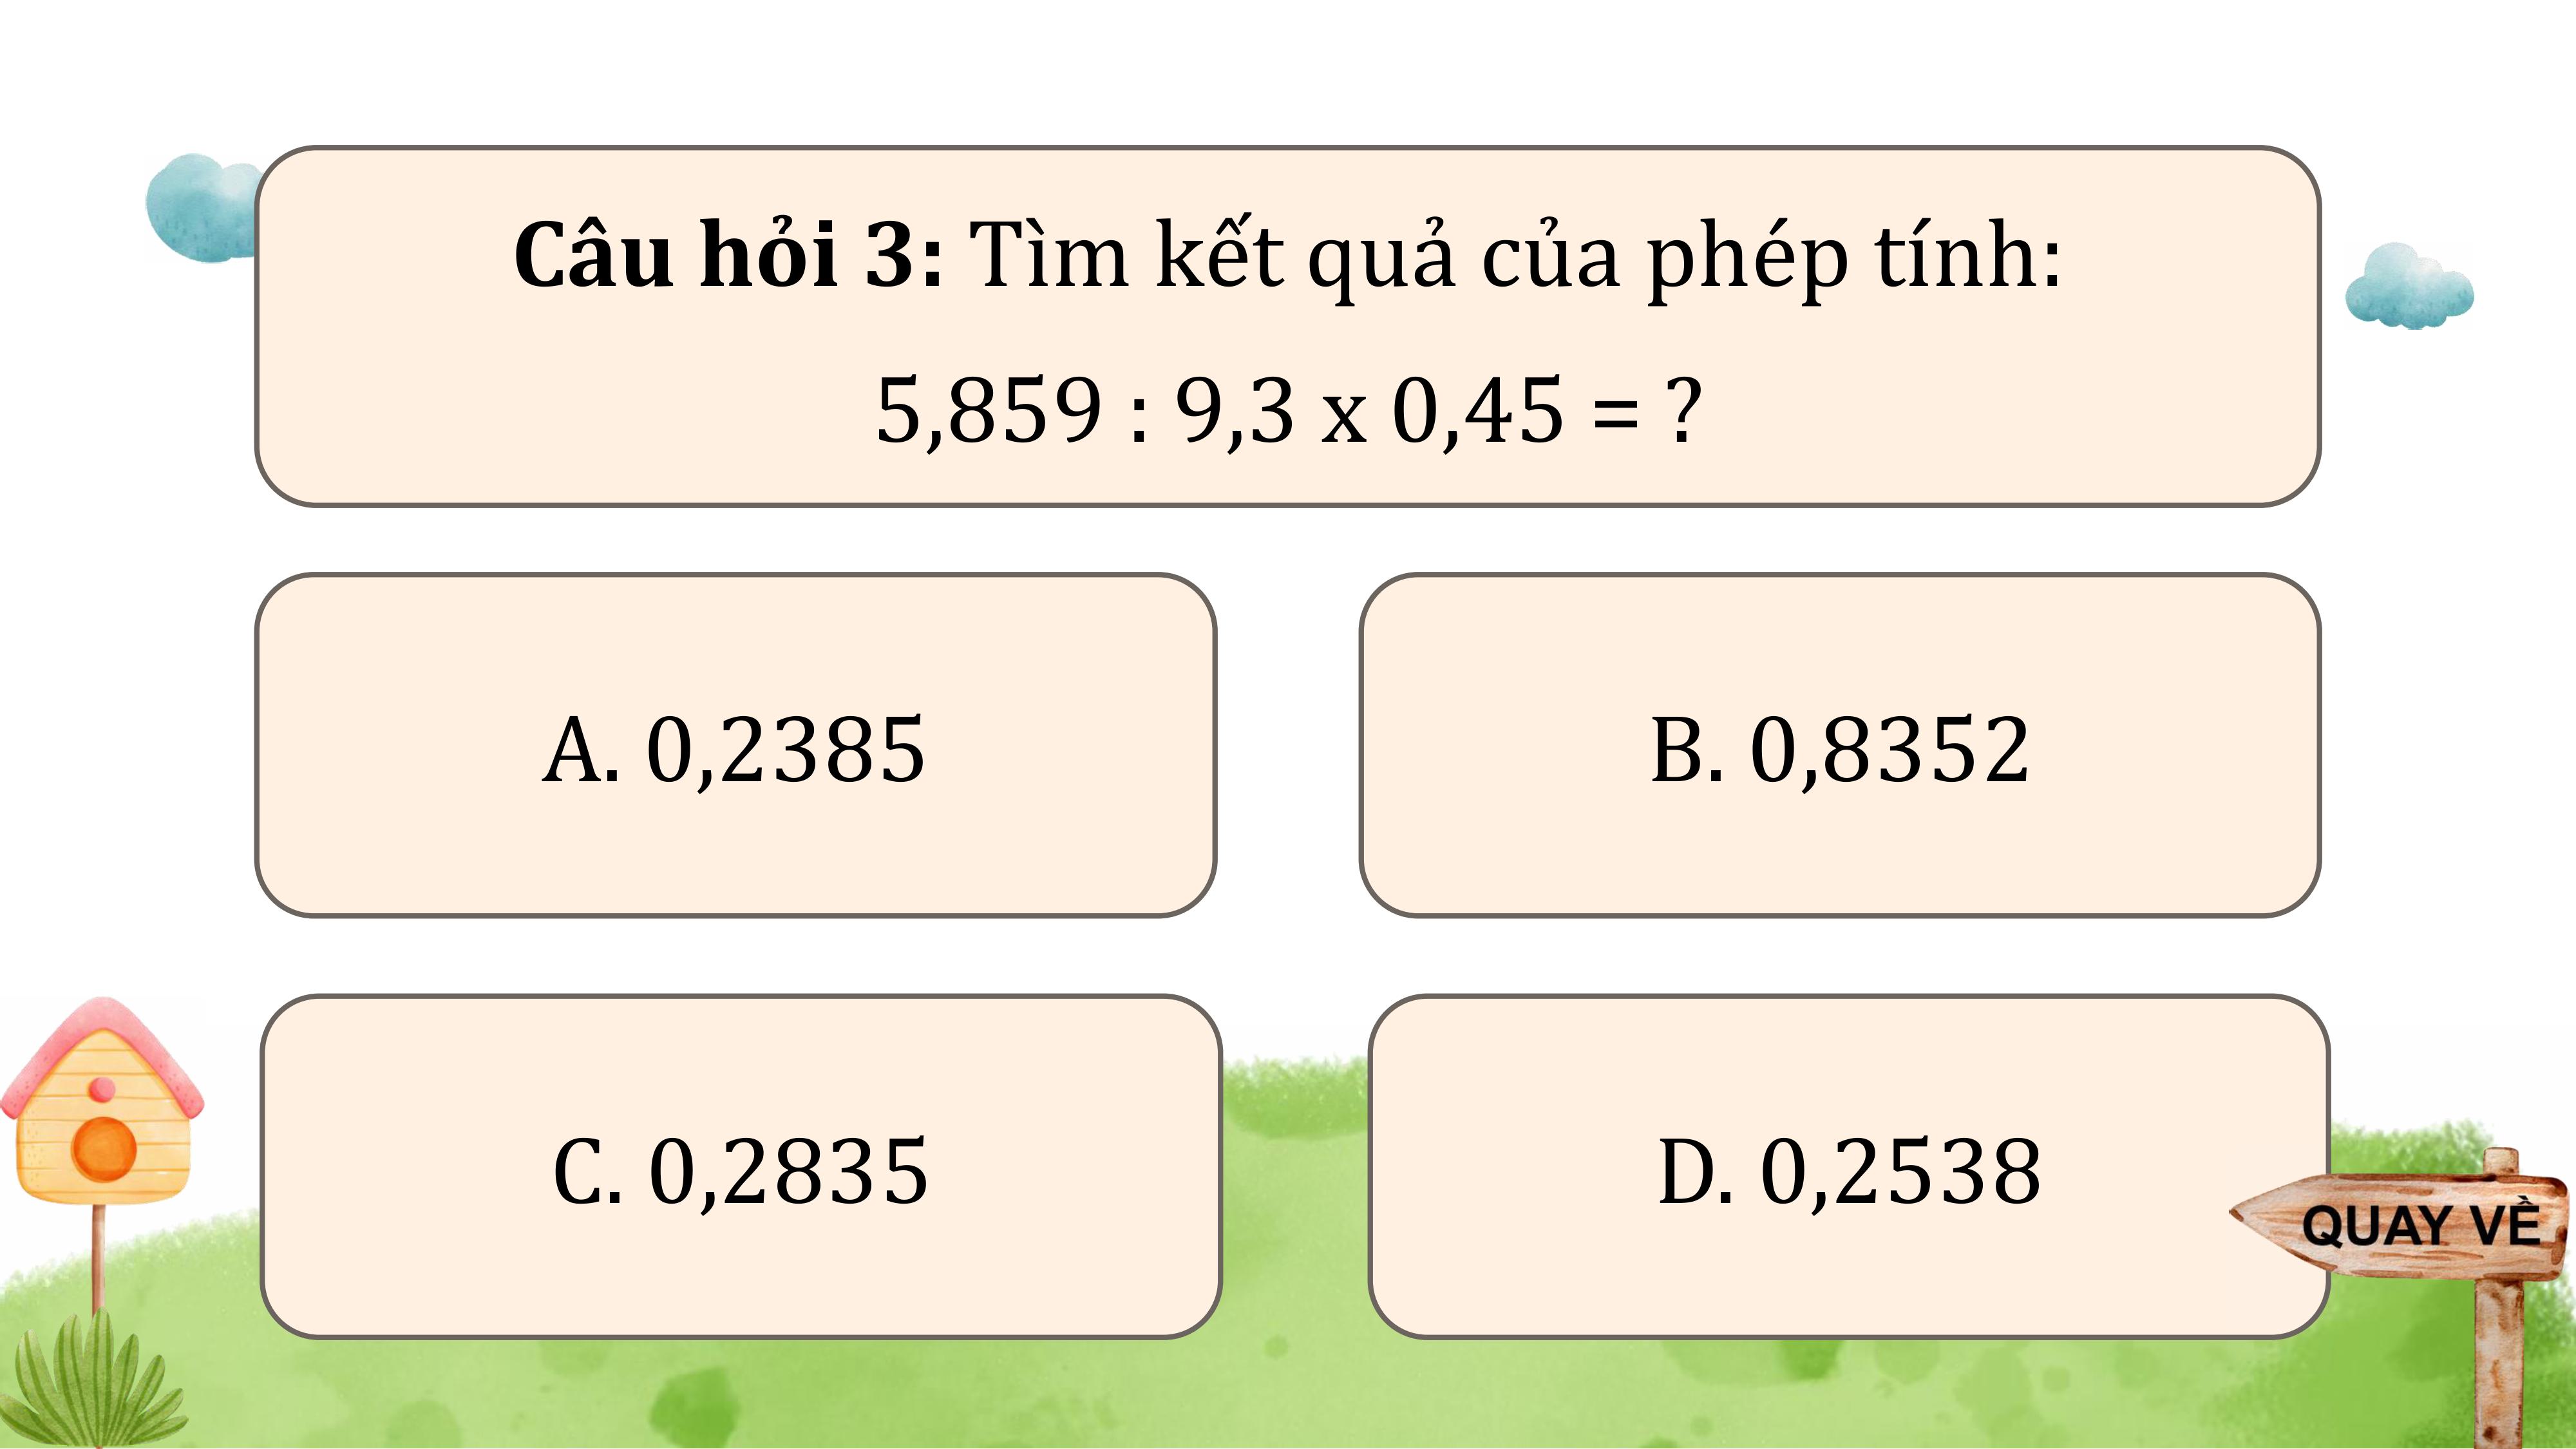 Câu hỏi 3: Tìm kết quả của phép tính:
5,859 : 9,3 x 0,45 = ?
A. 0,2385
B. 0,8352
C. 0,2835
D. 0,2538
QUAY VỀ